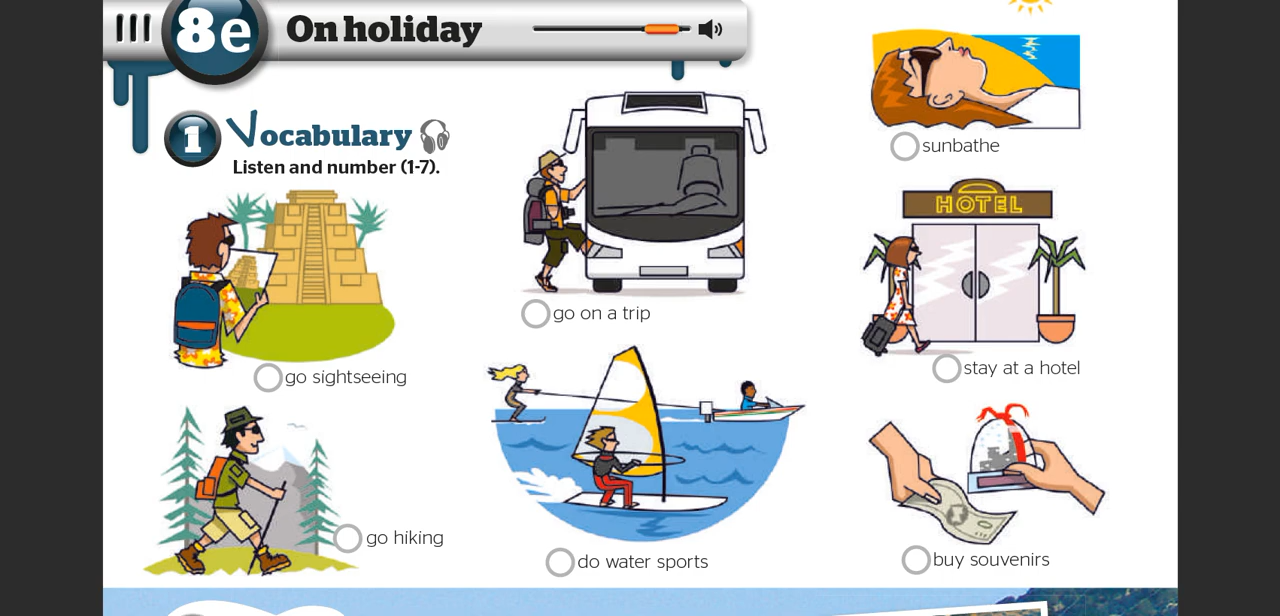 8e On holiday
1 Vocabulary
Listen and number (1-7).
sunbathe
HOTEL
go on a trip
stay at a hotel
go sightseeing
go hiking
do water sports
buy souvenirs